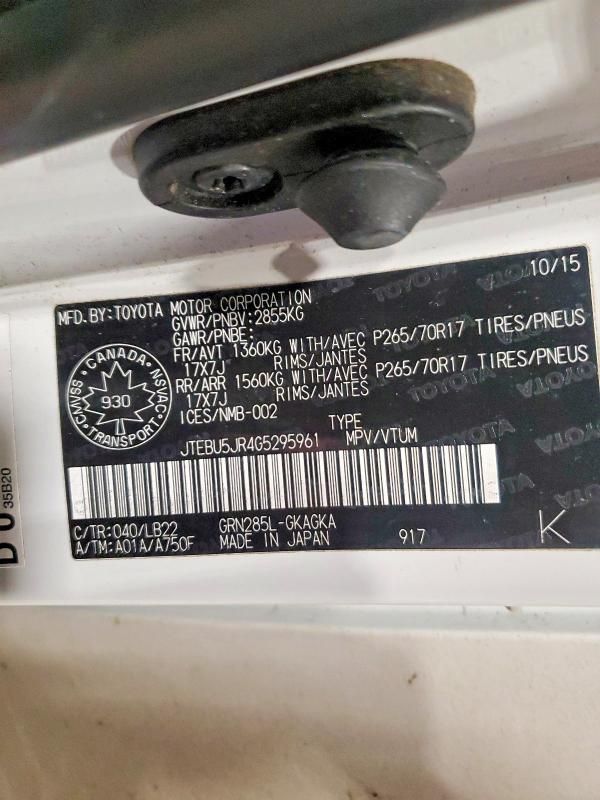 10/15
MFD. BY: TOYOTA MOTOR CORPORATION
GVWR/PNBV: 2855KG
GAWR/PNBE:
FR/AVT 1360KG WITH/AVEC P265/70R17 TIRES/PNEUS
17X7J RIMS/JANTES
RR/ARR 1560KG WITH/AVEC P265/70R17 TIRES/PNEUS
17X7J RIMS/JANTES
ICES/NMB-002
CANADA
CMVSS NSVAC
930
TRANSPORT
TYPE
JTEBU5JR4G5295961 MPV/VTUM
C/TR: 040/LB22 GRN285L-GKAGKA
A/TM: A01A/A750F MADE IN JAPAN 917 K
35B20
TOYOTA